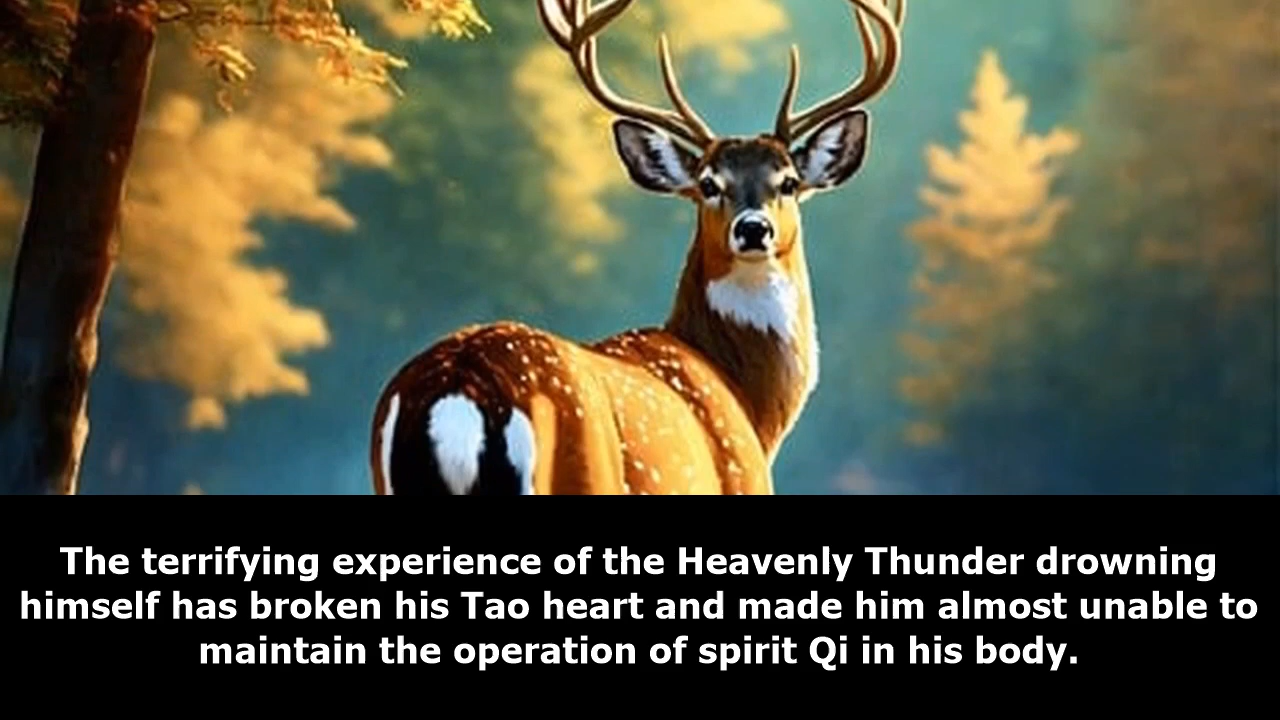 The terrifying experience of the Heavenly Thunder drowning
himself has broken his Tao heart and made him almost unable to
maintain the operation of spirit Qi in his body.